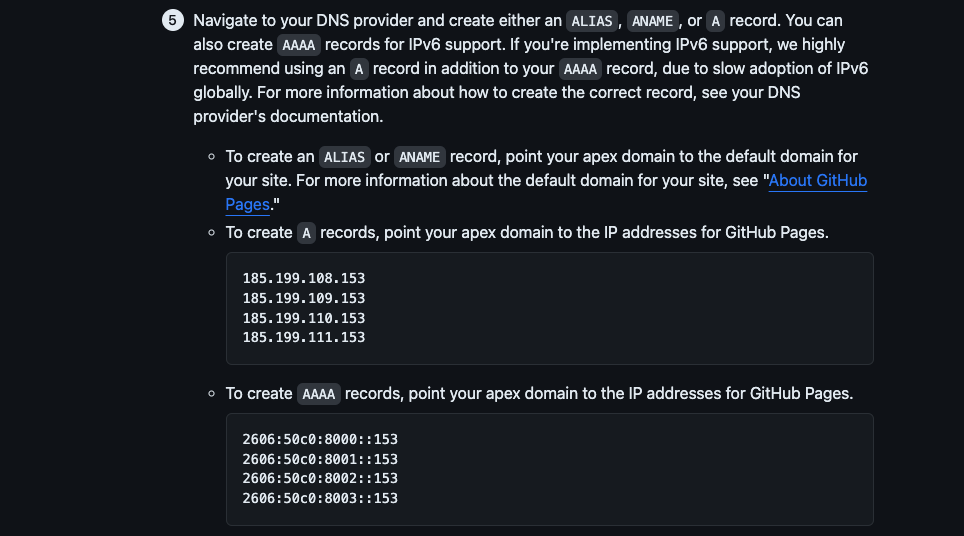 5 Navigate to your DNS provider and create either an ALIAS, ANAME, or A record. You can
also create AAAA records for IPv6 support. If you're implementing IPv6 support, we highly
recommend using an A record in addition to your AAAA record, due to slow adoption of IPv6
globally. For more information about how to create the correct record, see your DNS
provider's documentation.
To create an ALIAS or ANAME record, point your apex domain to the default domain for
your site. For more information about the default domain for your site, see "About GitHub
Pages."
To create A records, point your apex domain to the IP addresses for GitHub Pages.
185.199.108.153
185.199.109.153
185.199.110.153
185.199.111.153
To create AAAA records, point your apex domain to the IP addresses for GitHub Pages.
2606:50c0:8000::153
2606:50c0:8001::153
2606:50c0:8002::153
2606:50c0:8003::153